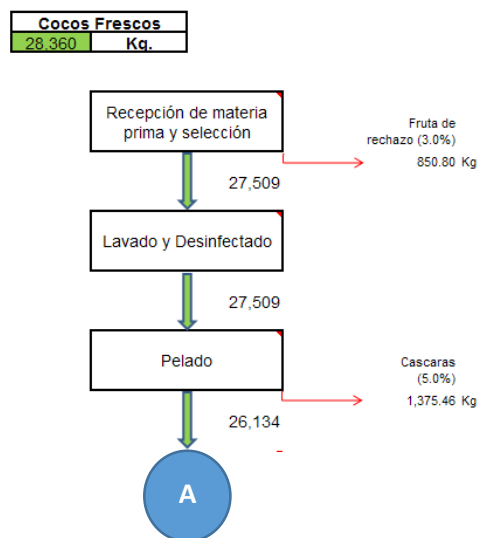 Cocos Frescos
28.360 Kg.
Recepción de materia
prima y selección
Fruta de
rechazo (3.0%)
850.80 Kg
27,509
Lavado y Desinfectado
27,509
Pelado
Cascaras
(5.0%)
1,375.46 Kg
26,134
-
A